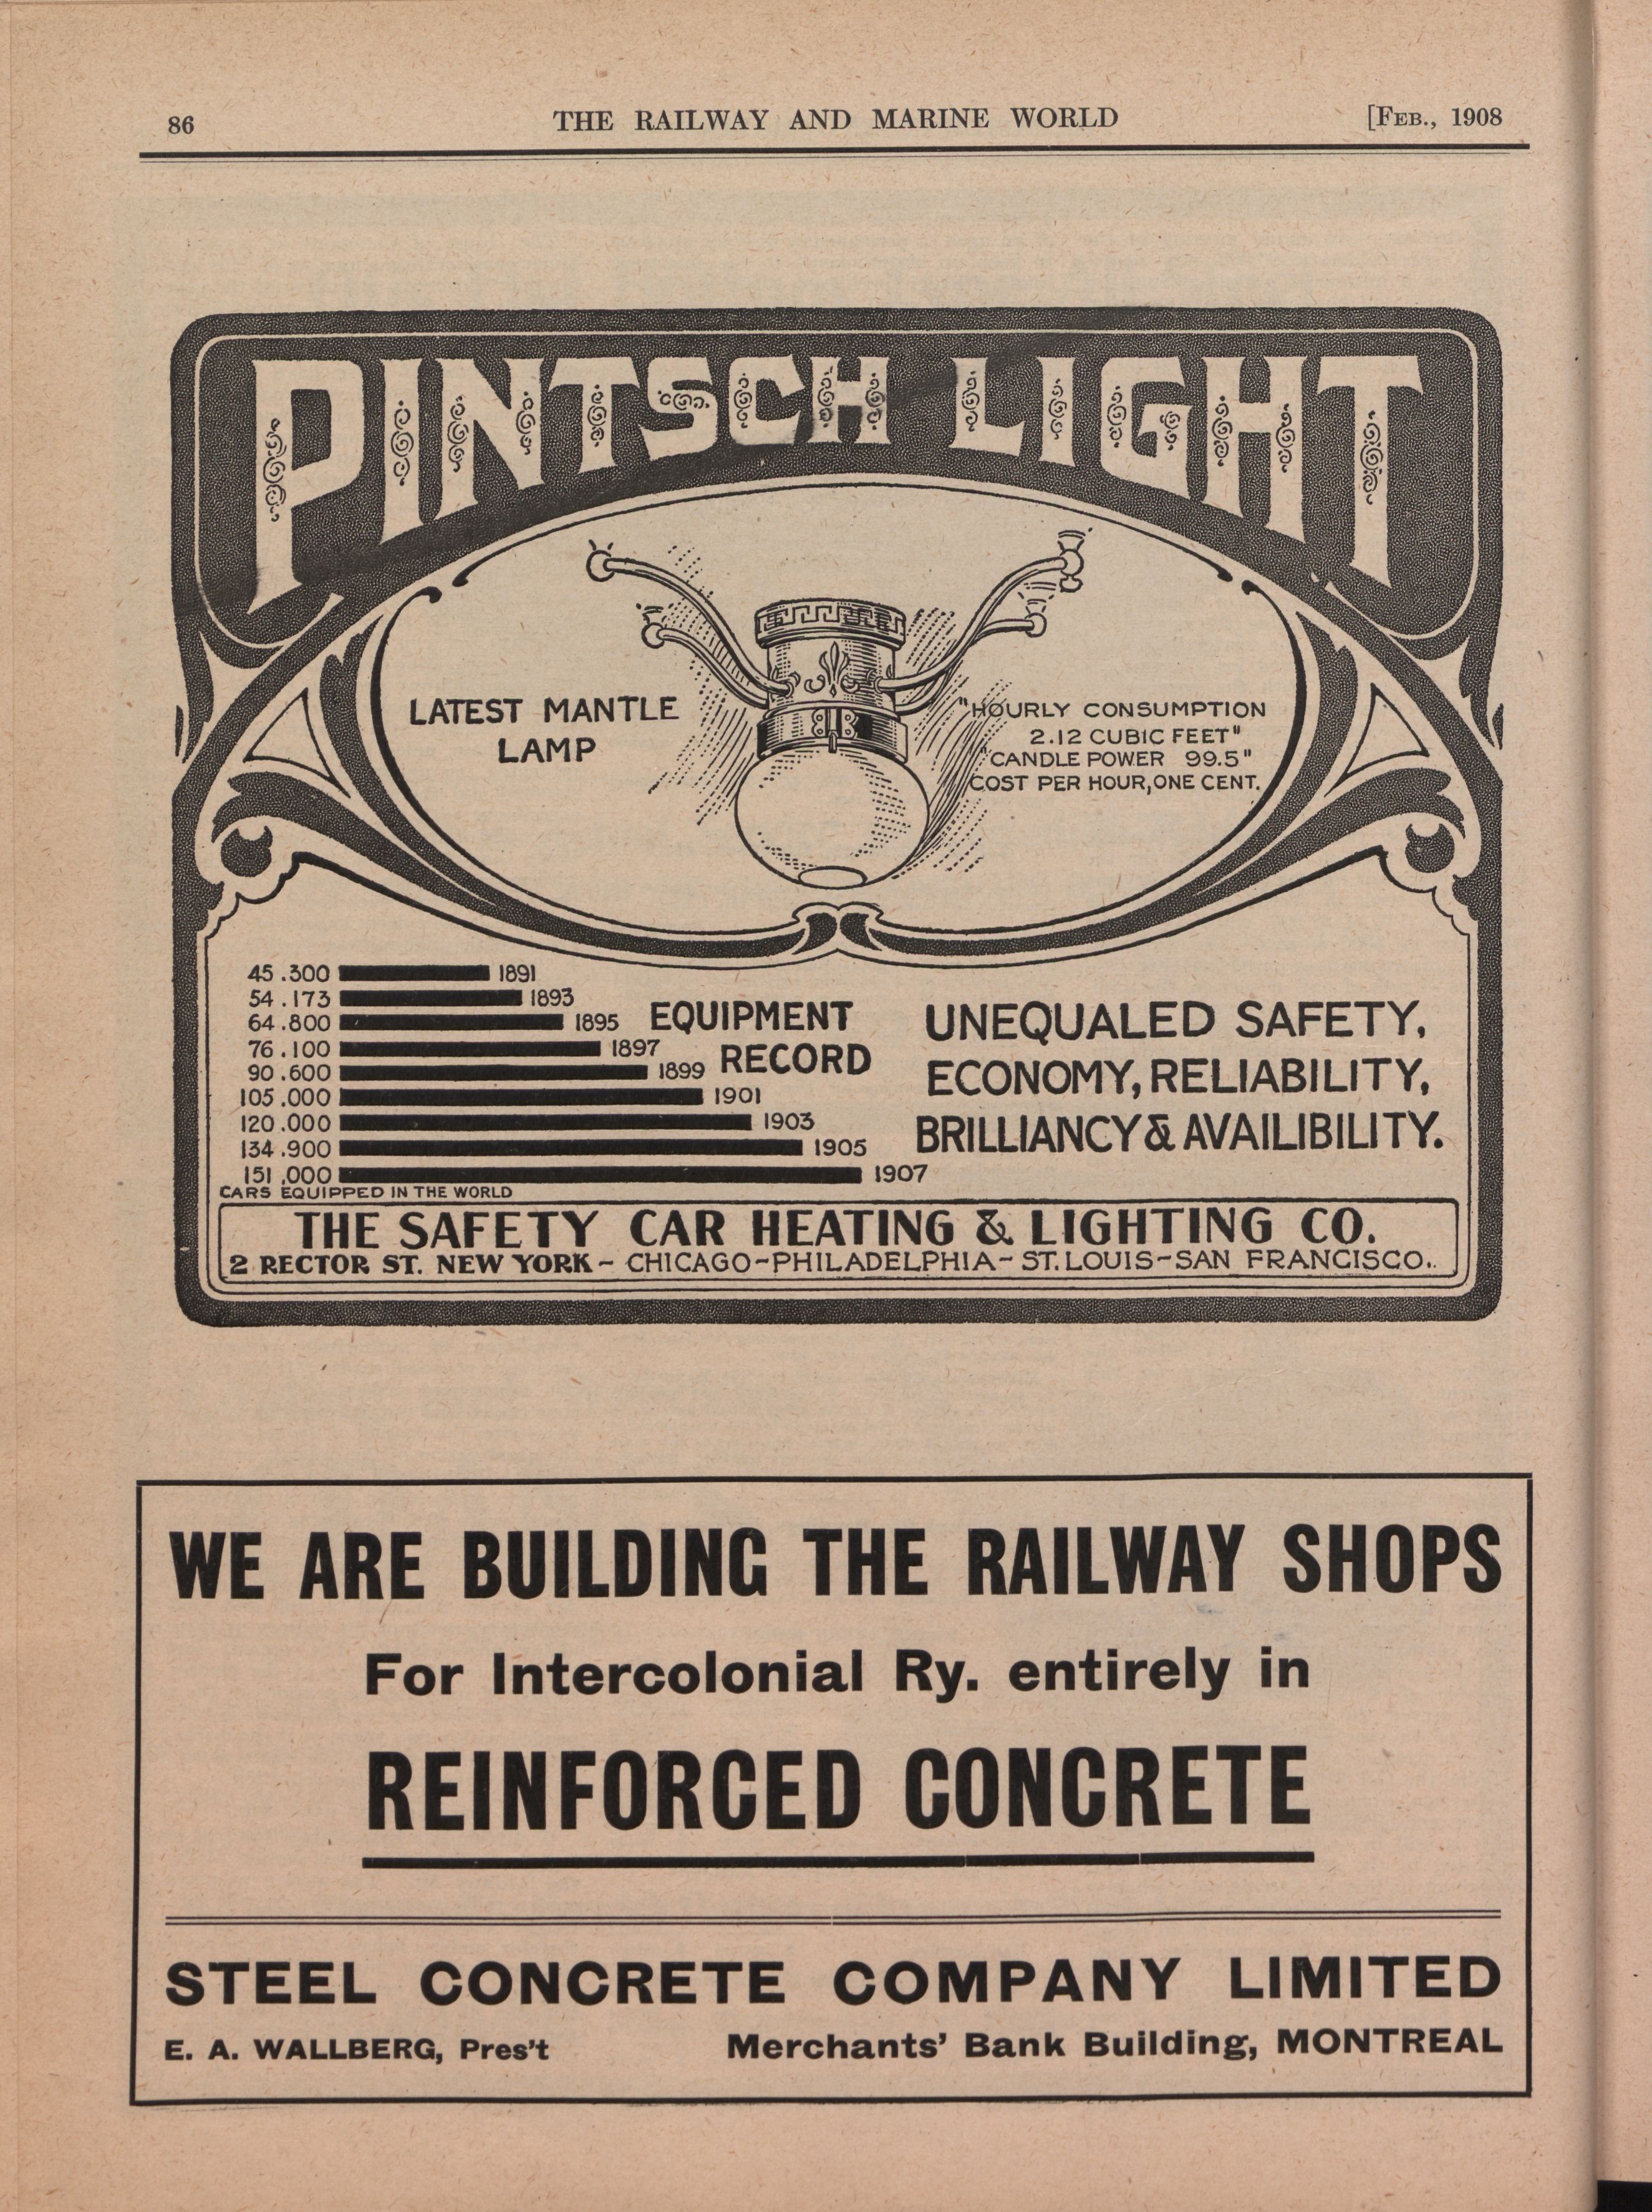 86 THE RAILWAY AND MARINE WORLD [FEB., 1908
PINTSCH LIGHT
LATEST MANTLE
LAMP
"HOURLY CONSUMPTION
2.12 CUBIC FEET"
"CANDLE POWER 99.5"
COST PER HOUR, ONE CENT.
45.300 1891
54.173 1893
64.800 1895
76.100 1897
90.600 1899
105.000 1901
120.000 1903
134.900 1905
151,000 1907
CARS EQUIPPED IN THE WORLD
EQUIPMENT
RECORD
UNEQUALED SAFETY,
ECONOMY, RELIABILITY,
BRILLIANCY & AVAILIBILITY.
THE SAFETY CAR HEATING & LIGHTING CO.
2 RECTOR ST. NEW YORK - CHICAGO - PHILADELPHIA - ST. LOUIS - SAN FRANCISCO.
WE ARE BUILDING THE RAILWAY SHOPS
For Intercolonial Ry. entirely in
REINFORCED CONCRETE
STEEL CONCRETE COMPANY LIMITED
E. A. WALLBERG, Pres't Merchants' Bank Building, MONTREAL